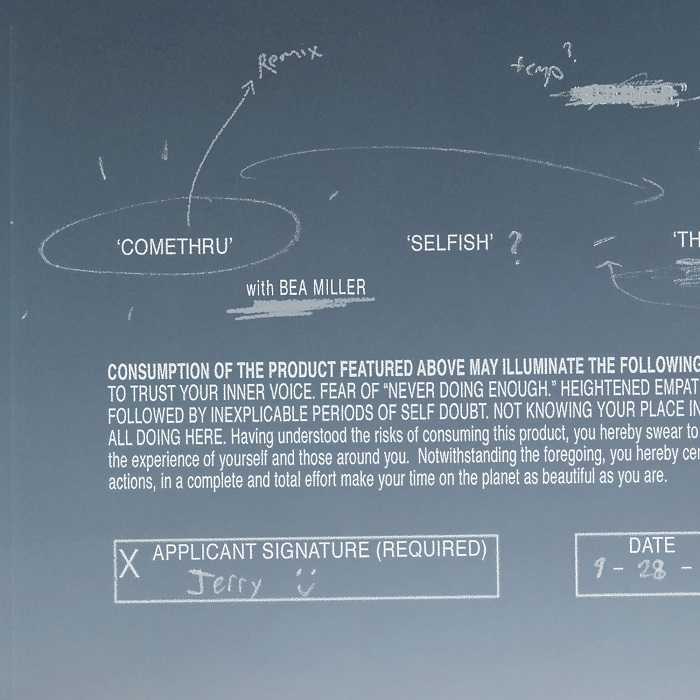 Remix
temp?
‘COMETHRU’
‘SELFISH’ ?
‘TH
with BEA MILLER
CONSUMPTION OF THE PRODUCT FEATURED ABOVE MAY ILLUMINATE THE FOLLOWING
TO TRUST YOUR INNER VOICE. FEAR OF “NEVER DOING ENOUGH.” HEIGHTENED EMPAT
FOLLOWED BY INEXPLICABLE PERIODS OF SELF DOUBT. NOT KNOWING YOUR PLACE IN
ALL DOING HERE. Having understood the risks of consuming this product, you hereby swear to
the experience of yourself and those around you. Notwithstanding the foregoing, you hereby cer
actions, in a complete and total effort make your time on the planet as beautiful as you are.
X APPLICANT SIGNATURE (REQUIRED)
Jerry
DATE
9 - 28 -